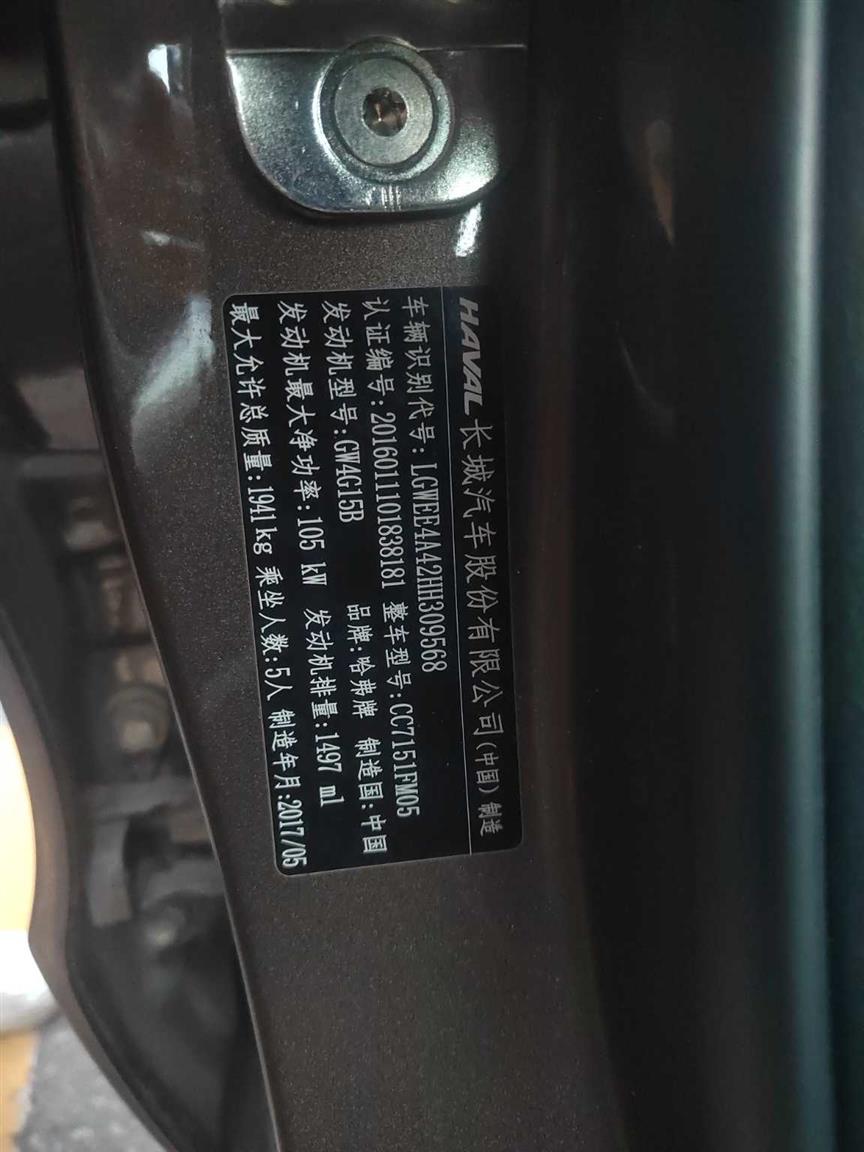 HAVAL 长城汽车股份有限公司(中国)制造
车辆识别代号:LGWEE4A42HH309568
认证编号:2016011101838181 整车型号:CC7151FM05
发动机型号:GW4G15B 品牌:哈弗牌 制造国:中国
发动机最大净功率:105 kW 发动机排量:1497 ml
最大允许总质量:1941kg 乘坐人数:5人 制造年月:2017/05